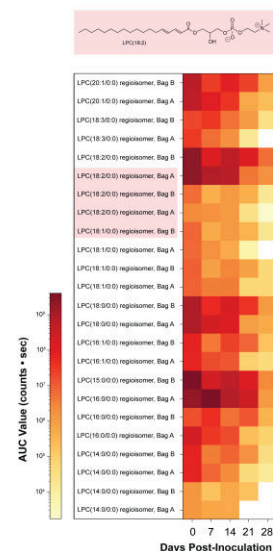 LPC(18:2)
LPC(20:1/0:0) regioisomer, Bag B
LPC(20:1/0:0) regioisomer, Bag A
LPC(18:3/0:0) regioisomer, Bag B
LPC(18:3/0:0) regioisomer, Bag A
LPC(18:2/0:0) regioisomer, Bag B
LPC(18:2/0:0) regioisomer, Bag A
LPC(18:2/0:0) regioisomer, Bag B
LPC(18:2/0:0) regioisomer, Bag A
LPC(18:1/0:0) regioisomer, Bag B
LPC(18:1/0:0) regioisomer, Bag A
LPC(18:1/0:0) regioisomer, Bag B
LPC(18:1/0:0) regioisomer, Bag A
LPC(18:0/0:0) regioisomer, Bag B
LPC(18:0/0:0) regioisomer, Bag A
LPC(16:1/0:0) regioisomer, Bag B
LPC(16:1/0:0) regioisomer, Bag A
LPC(15:0/0:0) regioisomer, Bag B
LPC(16:0/0:0) regioisomer, Bag A
LPC(16:0/0:0) regioisomer, Bag B
LPC(16:0/0:0) regioisomer, Bag A
LPC(14:0/0:0) regioisomer, Bag B
LPC(14:0/0:0) regioisomer, Bag A
LPC(14:0/0:0) regioisomer, Bag B
LPC(14:0/0:0) regioisomer, Bag A
AUC Value (counts • sec)
0 7 14 21 28
Days Post-Inoculation